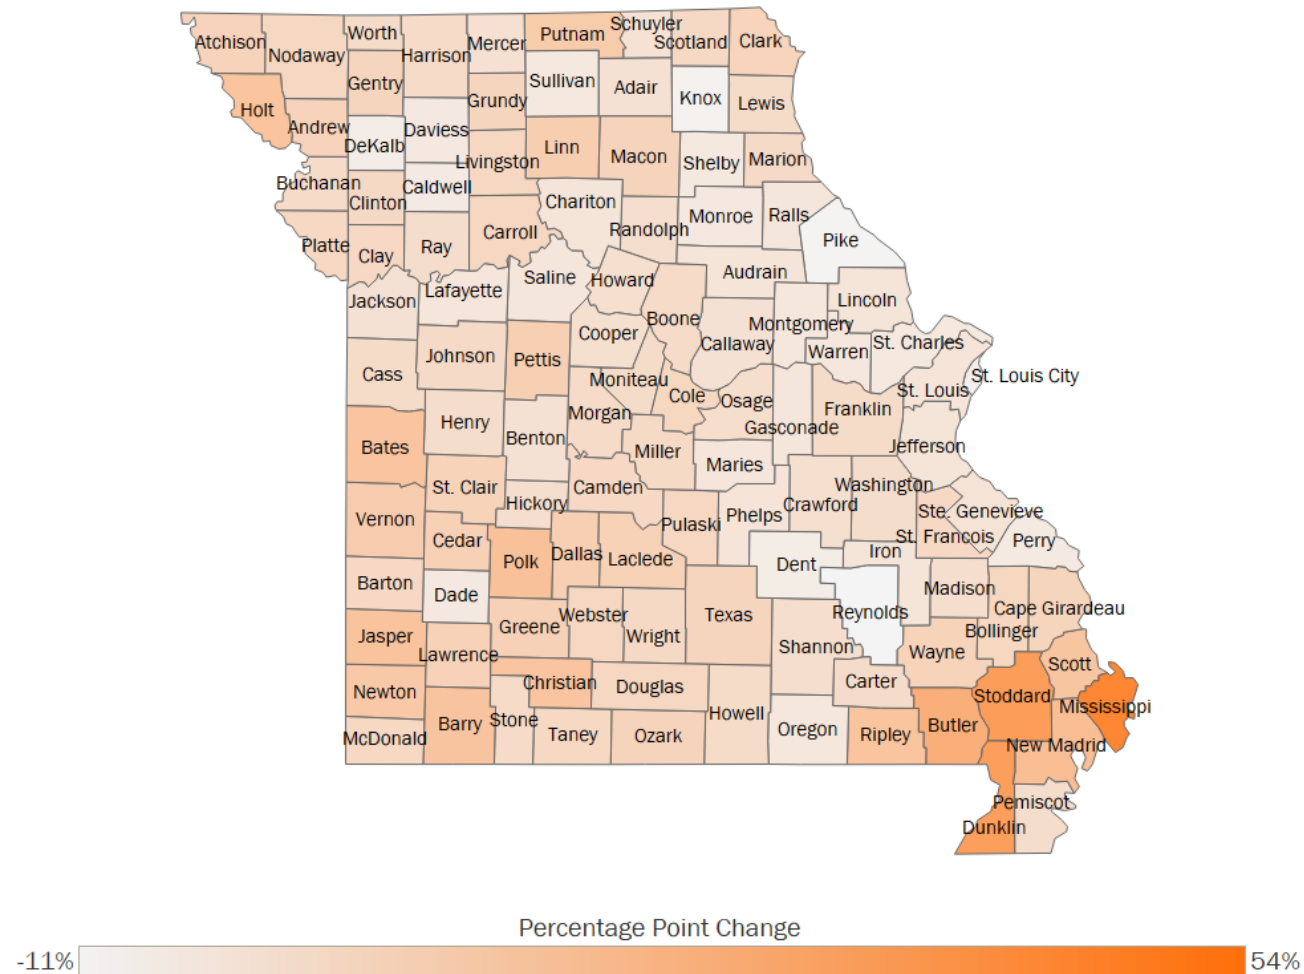 Schuyler
Worth
Putnam
Atchison
Nodaway
Harrison
Mercer
Scotland
Clark
Gentry
Sullivan
Adair
Knox
Lewis
Holt
Grundy
Andrew
Daviess
DeKalb
Linn
Macon
Livingston
Shelby
Marion
Buchanan
Caldwell
Clinton
Chariton
Monroe
Ralls
Carroll
Randolph
Pike
Platte
Clay
Ray
Saline
Howard
Audrain
Jackson
Lafayette
Lincoln
Boone
Montgomery
Cooper
Callaway
St. Charles
Warren
Johnson
Pettis
Cass
Moniteau
St. Louis City
St. Louis
Cole
Osage
Morgan
Franklin
Henry
Gasconade
Benton
Bates
Miller
Jefferson
Maries
St. Clair
Camden
Washington
Hickory
Crawford
Ste. Genevieve
Vernon
Phelps
Pulaski
Cedar
St. Francois
Perry
Polk
Dallas
Laclede
Iron
Dent
Barton
Dade
Madison
Cape Girardeau
Reynolds
Webster
Texas
Greene
Bollinger
Jasper
Wright
Shannon
Lawrence
Wayne
Scott
Christian
Douglas
Carter
Newton
Stoddard
Mississippi
Howell
Stone
Barry
Butler
Oregon
Ripley
McDonald
Taney
Ozark
New Madrid
Pemiscot
Dunklin
Percentage Point Change
-11%
54%